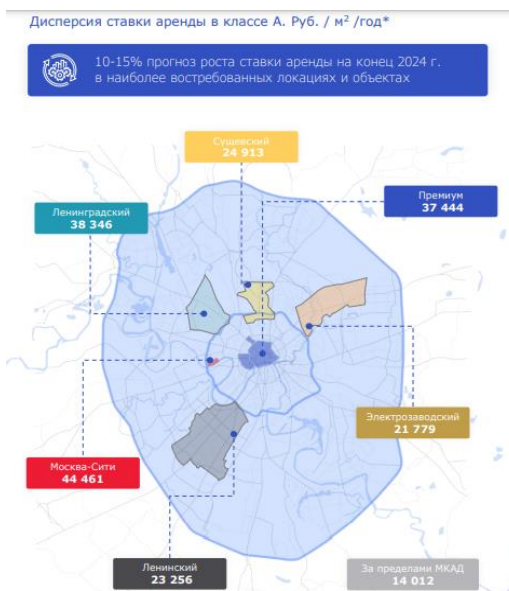 Дисперсия ставки аренды в классе А. Руб. / м² /год*
10-15% прогноз роста ставки аренды на конец 2024 г.
в наиболее востребованных локациях и объектах
Сущевский
24 913
Премиум
37 444
Ленинградский
38 346
Электрозаводский
21 779
Москва-Сити
44 461
Ленинский
23 256
За пределами МКАД
14 012